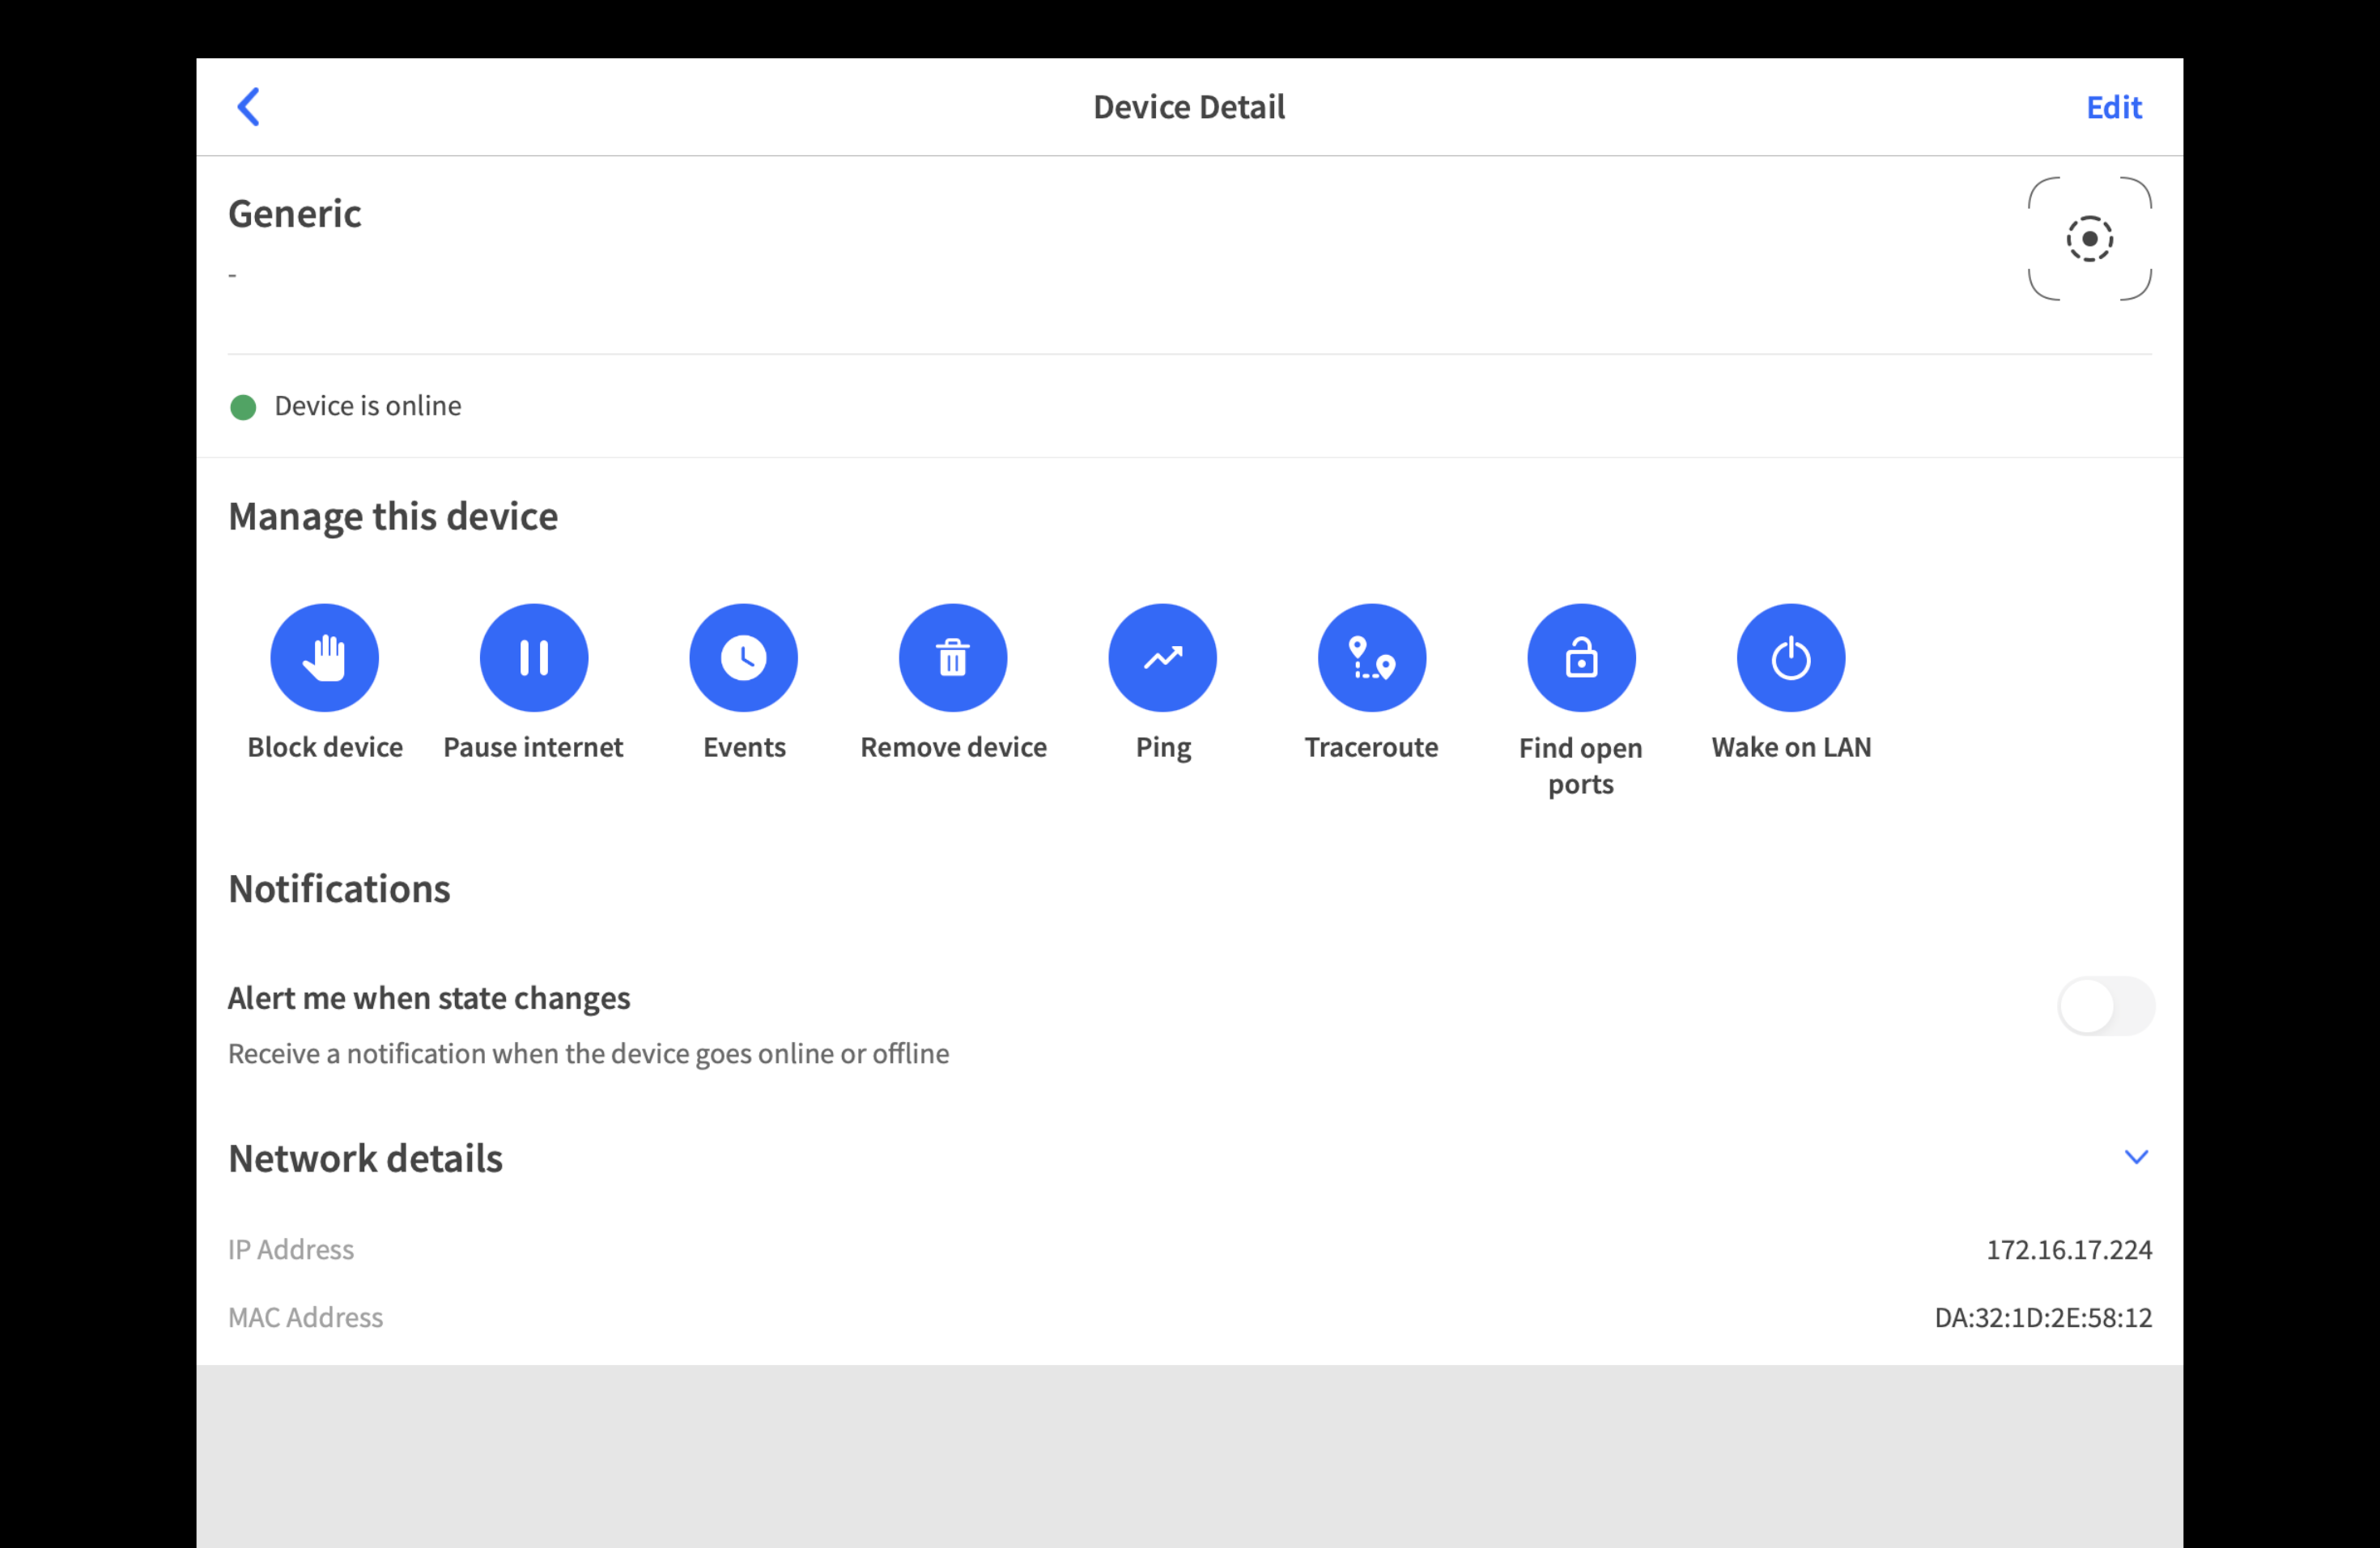 Device Detail
Edit
Generic
-
Device is online
Manage this device
Block device
Pause internet
Events
Remove device
Ping
Traceroute
Find open
ports
Wake on LAN
Notifications
Alert me when state changes
Receive a notification when the device goes online or offline
Network details
IP Address
172.16.17.224
MAC Address
DA:32:1D:2E:58:12